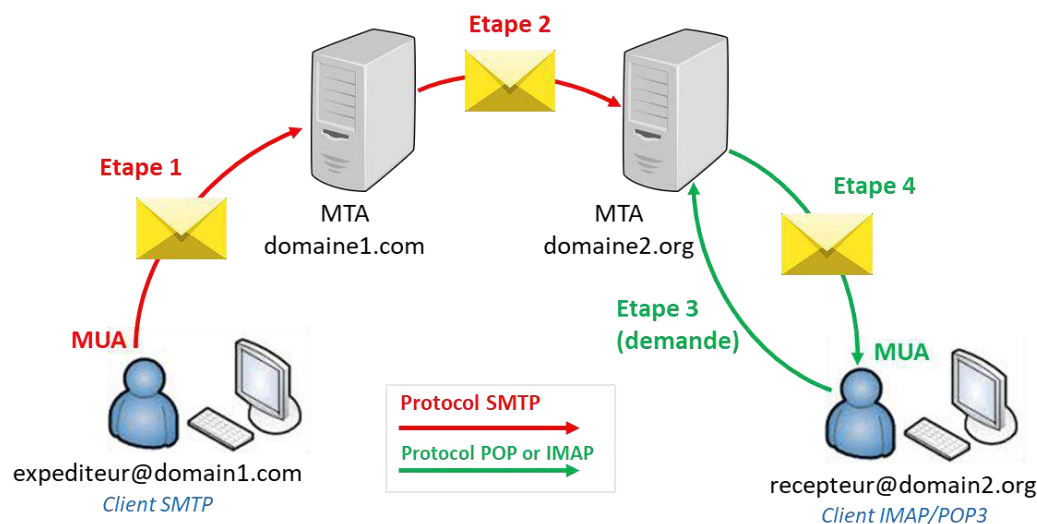 Etape 2
Etape 1
Etape 4
MTA
domaine1.com
MTA
domaine2.org
Etape 3
(demande)
MUA
MUA
Protocol SMTP
Protocol POP or IMAP
expediteur@domain1.com
Client SMTP
recepteur@domain2.org
Client IMAP/POP3